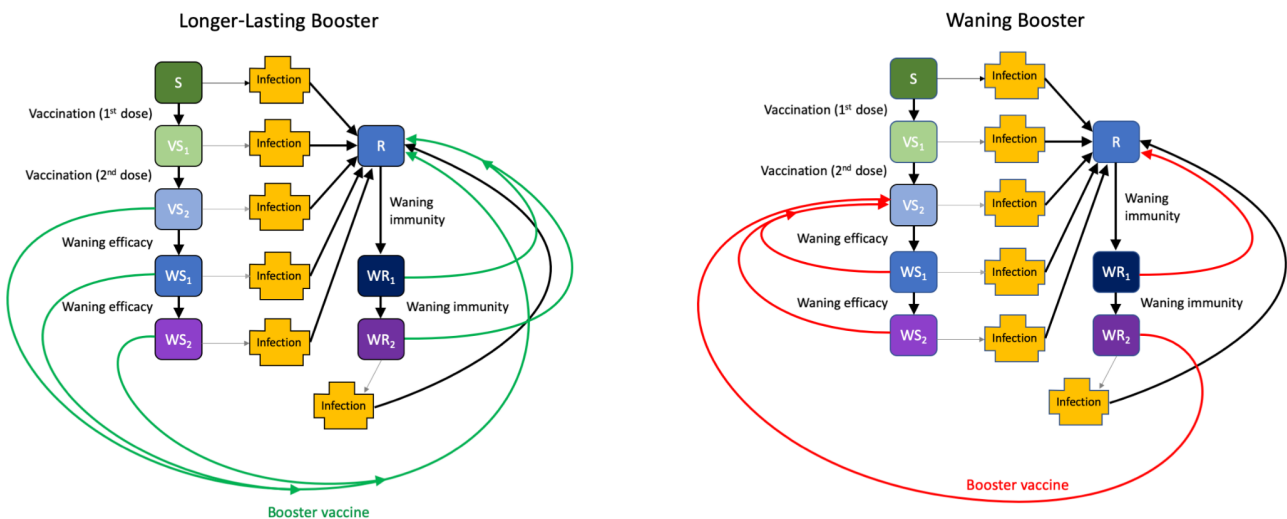 Longer-Lasting Booster
S
Infection
Vaccination (1st dose)
VS1
Infection
R
Vaccination (2nd dose)
VS2
Infection
Waning
immunity
Waning efficacy
WS1
Infection
WR1
Waning efficacy
Waning immunity
WS2
Infection
WR2
Infection
Booster vaccine
Waning Booster
S
Infection
Vaccination (1st dose)
VS1
Infection
R
Vaccination (2nd dose)
VS2
Infection
Waning
immunity
Waning efficacy
WS1
Infection
WR1
Waning efficacy
Waning immunity
WS2
Infection
WR2
Infection
Booster vaccine